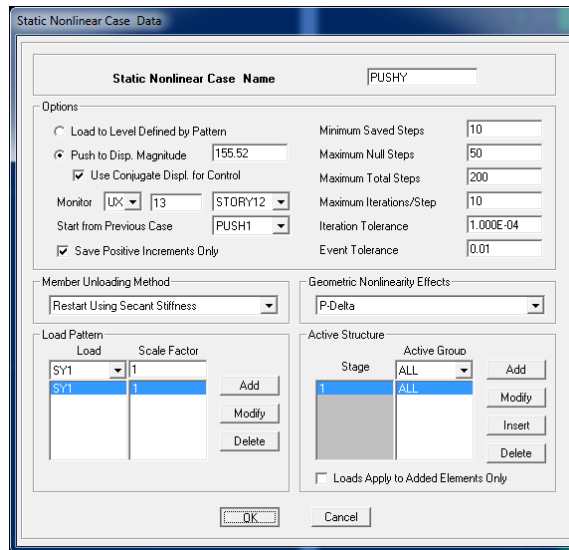 Static Nonlinear Case Data
Static Nonlinear Case Name PUSHY
Options
Load to Level Defined by Pattern
Push to Disp. Magnitude 155.52
Use Conjugate Displ. for Control
Monitor UX 13 STORY12
Start from Previous Case PUSH1
Save Positive Increments Only
Minimum Saved Steps 10
Maximum Null Steps 50
Maximum Total Steps 200
Maximum Iterations/Step 10
Iteration Tolerance 1.000E-04
Event Tolerance 0.01
Member Unloading Method
Restart Using Secant Stiffness
Geometric Nonlinearity Effects
P-Delta
Load Pattern
Load Scale Factor
SY1 1
SY1 1
Add
Modify
Delete
Active Structure
Stage Active Group
ALL
1 ALL
Add
Modify
Insert
Delete
Loads Apply to Added Elements Only
OK Cancel